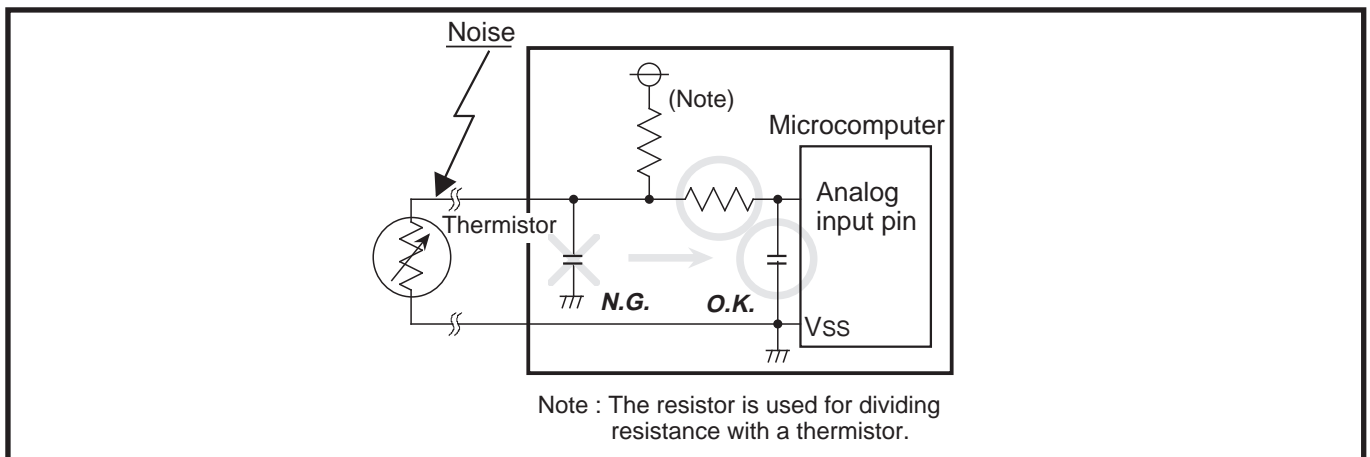 Noise
(Note)
Microcomputer
Analog
input pin
Thermistor
N.G.
O.K.
VSS
Note : The resistor is used for dividing
resistance with a thermistor.